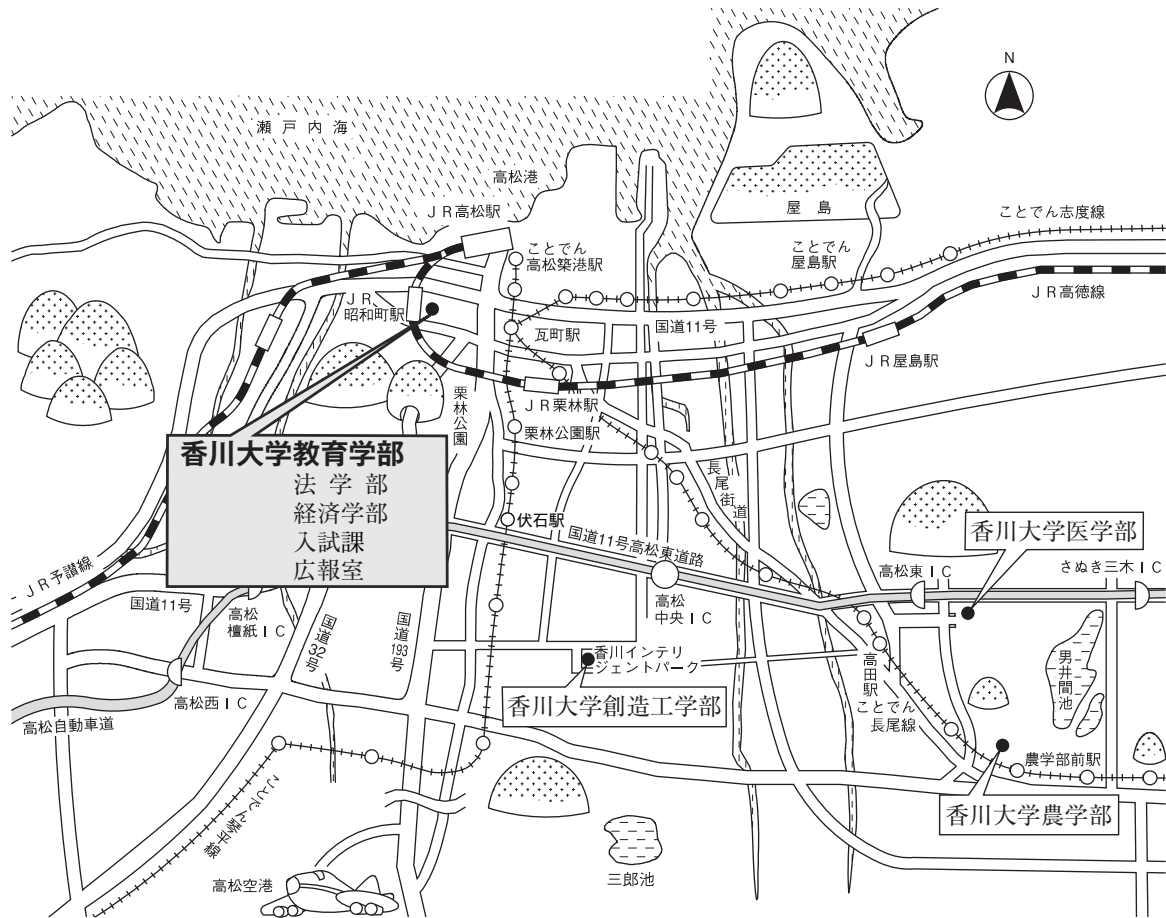 N
瀬戸内海
高松港
JR高松駅
屋島
ことでん志度線
ことでん
高松築港駅
ことでん
屋島駅
JR高徳線
JR
昭和町駅
瓦町駅
国道11号
JR屋島駅
栗林公園
JR栗林駅
栗林公園駅
香川大学教育学部
法学部
経済学部
入試課
広報室
長尾街道
伏石駅
国道11号高松東道路
香川大学医学部
高松東IC
さぬき三木IC
JR予讃線
国道11号
高松
檀紙IC
国道32号
国道193号
高松
中央IC
香川インテリ
ジェントパーク
高田駅
男井間池
高松西IC
香川大学創造工学部
ことでん
長尾線
高松自動車道
農学部前駅
香川大学農学部
ことでん琴平線
高松空港
三郎池